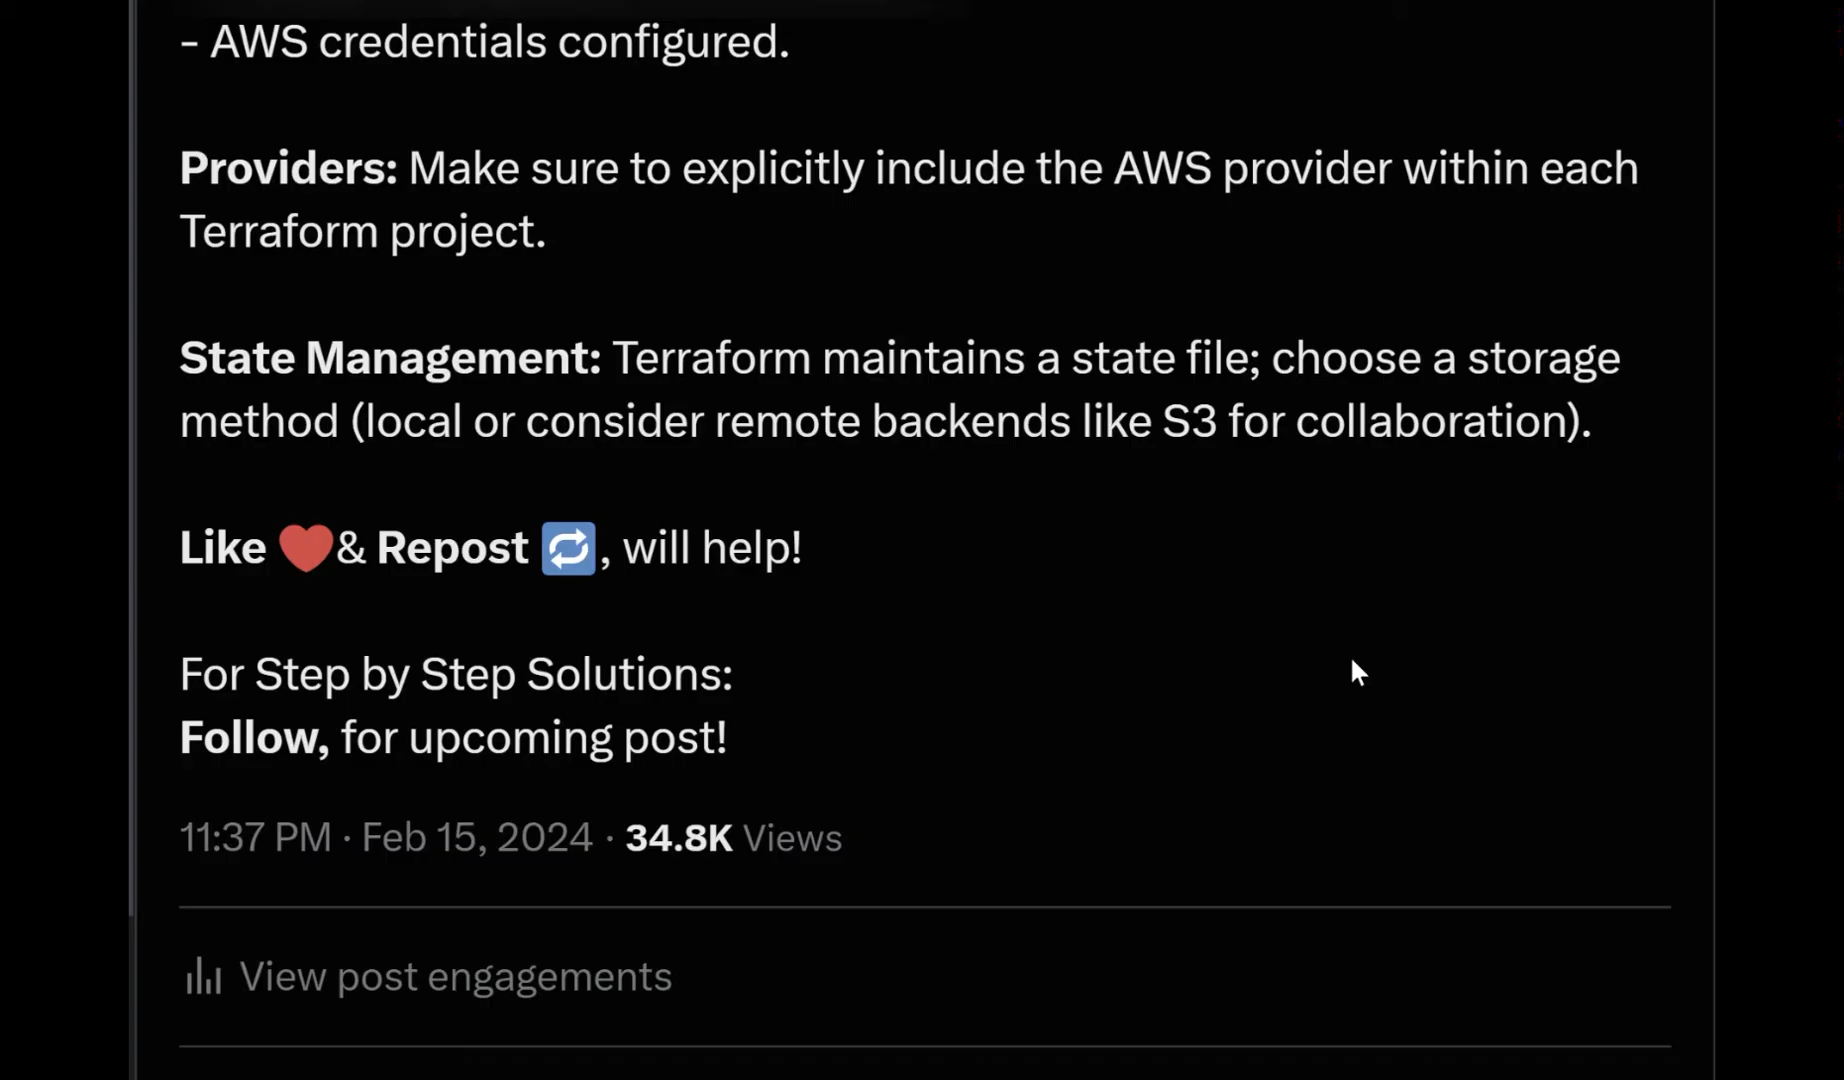 - AWS credentials configured.
Providers: Make sure to explicitly include the AWS provider within each
Terraform project.
State Management: Terraform maintains a state file; choose a storage
method (local or consider remote backends like S3 for collaboration).
Like ❤️& Repost 🔁, will help!
For Step by Step Solutions:
Follow, for upcoming post!
11:37 PM · Feb 15, 2024 · 34.8K Views
View post engagements